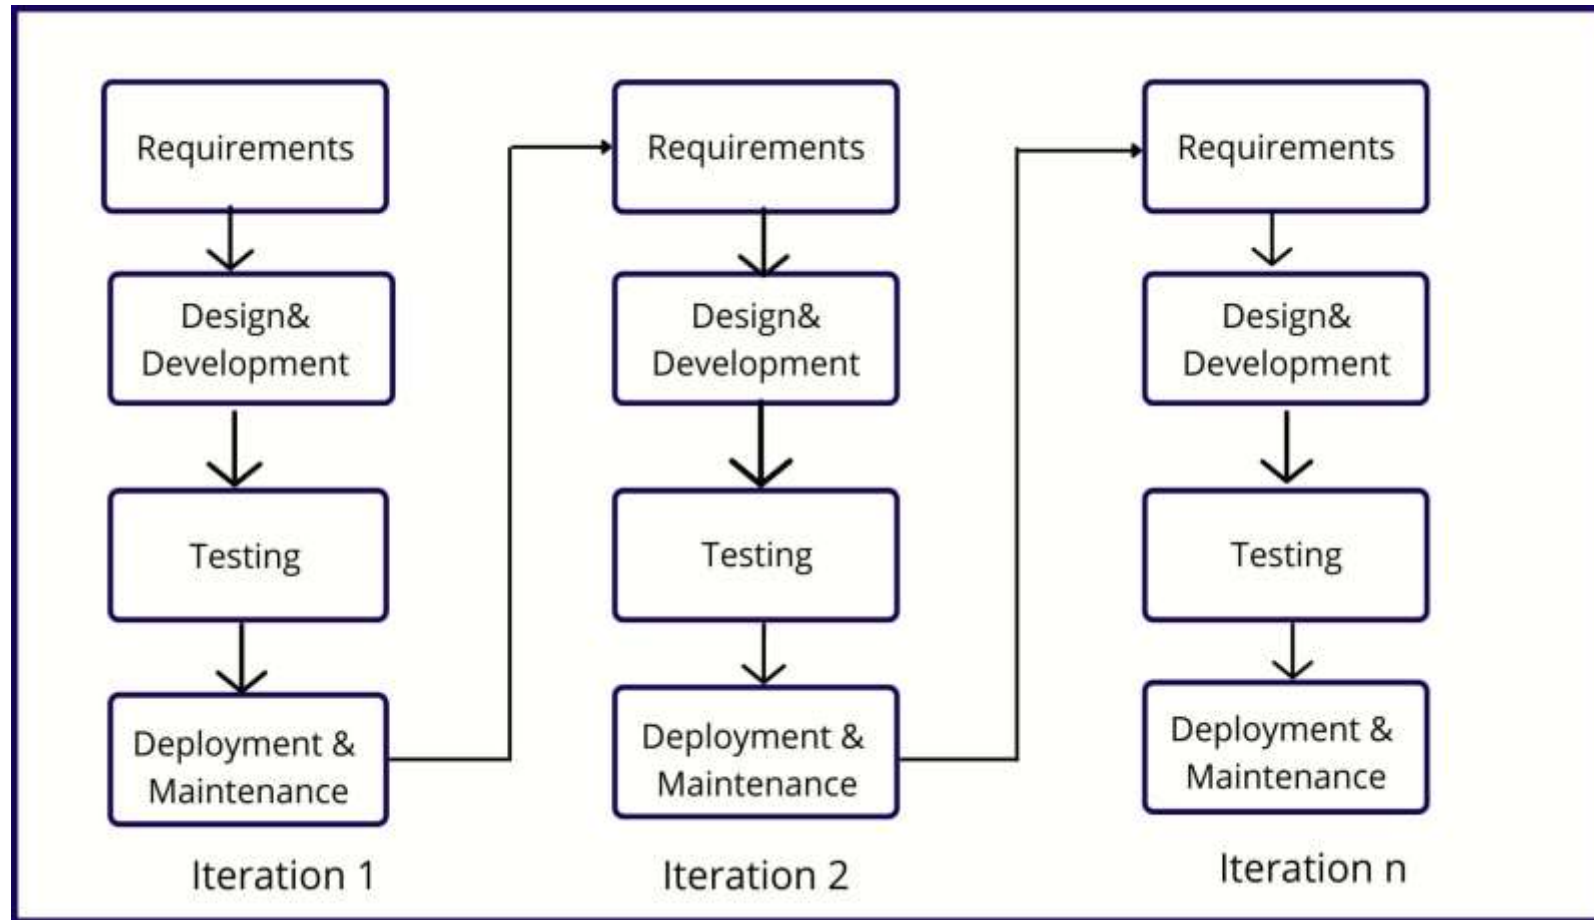 Requirements
Design&
Development
Testing
Deployment &
Maintenance
Iteration 1
Requirements
Design&
Development
Testing
Deployment &
Maintenance
Iteration 2
Requirements
Design&
Development
Testing
Deployment &
Maintenance
Iteration n